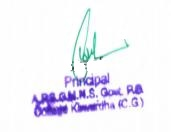 Principal
A.P.S.G.M.N.S. Govt. P.G
College Kawardha (C.G.)